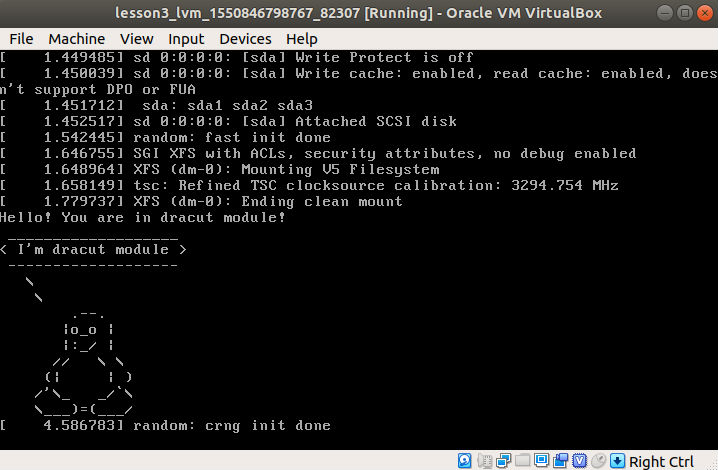 lesson3_lvm_1550846798767_82307 [Running] - Oracle VM VirtualBox
File Machine View Input Devices Help
[    1.449485] sd 0:0:0:0: [sda] Write Protect is off
[    1.450039] sd 0:0:0:0: [sda] Write cache: enabled, read cache: enabled, does
n't support DPO or FUA
[    1.451712]  sda: sda1 sda2 sda3
[    1.452517] sd 0:0:0:0: [sda] Attached SCSI disk
[    1.542445] random: fast init done
[    1.646755] SGI XFS with ACLs, security attributes, no debug enabled
[    1.648964] XFS (dm-0): Mounting V5 Filesystem
[    1.658149] tsc: Refined TSC clocksource calibration: 3294.754 MHz
[    1.779737] XFS (dm-0): Ending clean mount
Hello! You are in dracut module!
 ___________________
< I'm dracut module >
 -------------------
   \
    \
        .--.
       |o_o |
       |:_/ |
      //   \ \
     (|     | )
    /'\_   _/`\
    \___)=(___/
[    4.586783] random: crng init done
Right Ctrl